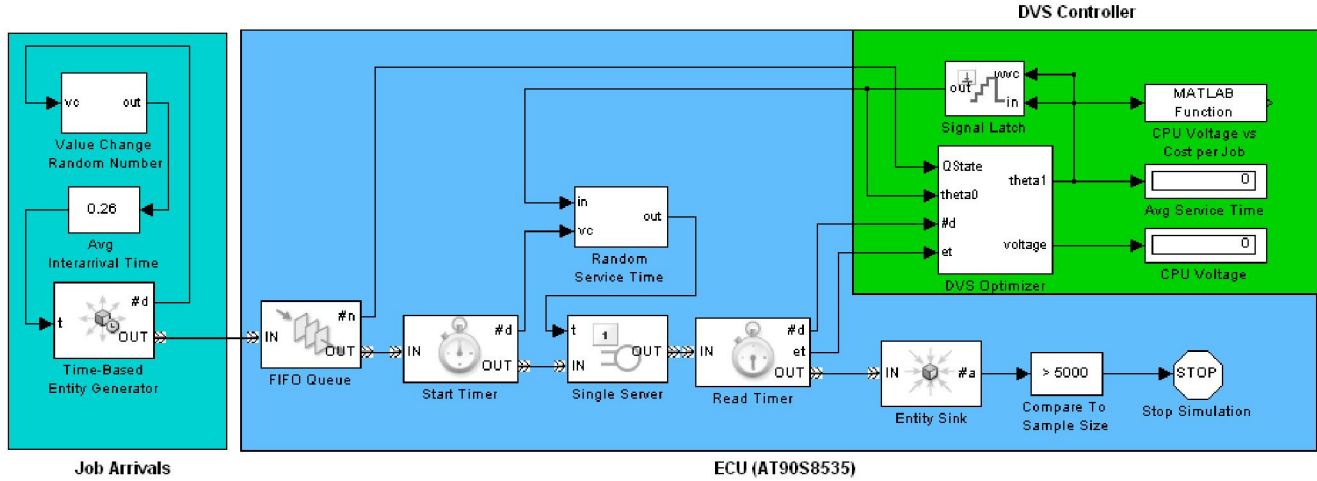 DVS Controller
vc
out
Value Change
Random Number
0.26
Avg
Interarrival Time
#d
t
OUT
Time-Based
Entity Generator
Job Arrivals
#n
IN
OUT
FIFO Queue
#d
IN
OUT
Start Timer
in
out
vc
Random
Service Time
t
1
IN
OUT
Single Server
#d
IN
et
OUT
Read Timer
wvc
out
in
Signal Latch
QState
theta1
theta0
#d
voltage
et
DVS Optimizer
MATLAB
Function
CPU Voltage vs
Cost per Job
0
Avg Service Time
0
CPU Voltage
IN
#a
Entity Sink
> 5000
Compare To
Sample Size
STOP
Stop Simulation
ECU (AT90S8535)